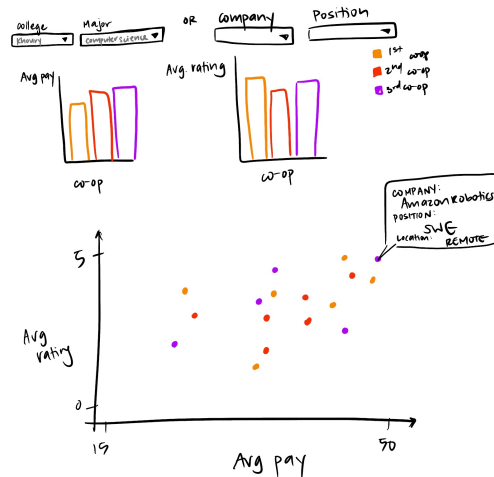 college
Major
OR
Company
Position
Khoury
computer science
1st co-op
2nd co-op
3rd co-op
Avg pay
co-op
Avg. rating
co-op
COMPANY:
Amazon Robotics
POSITION:
SWE
Location: REMOTE
5
Avg
rating
0
15
50
Avg pay